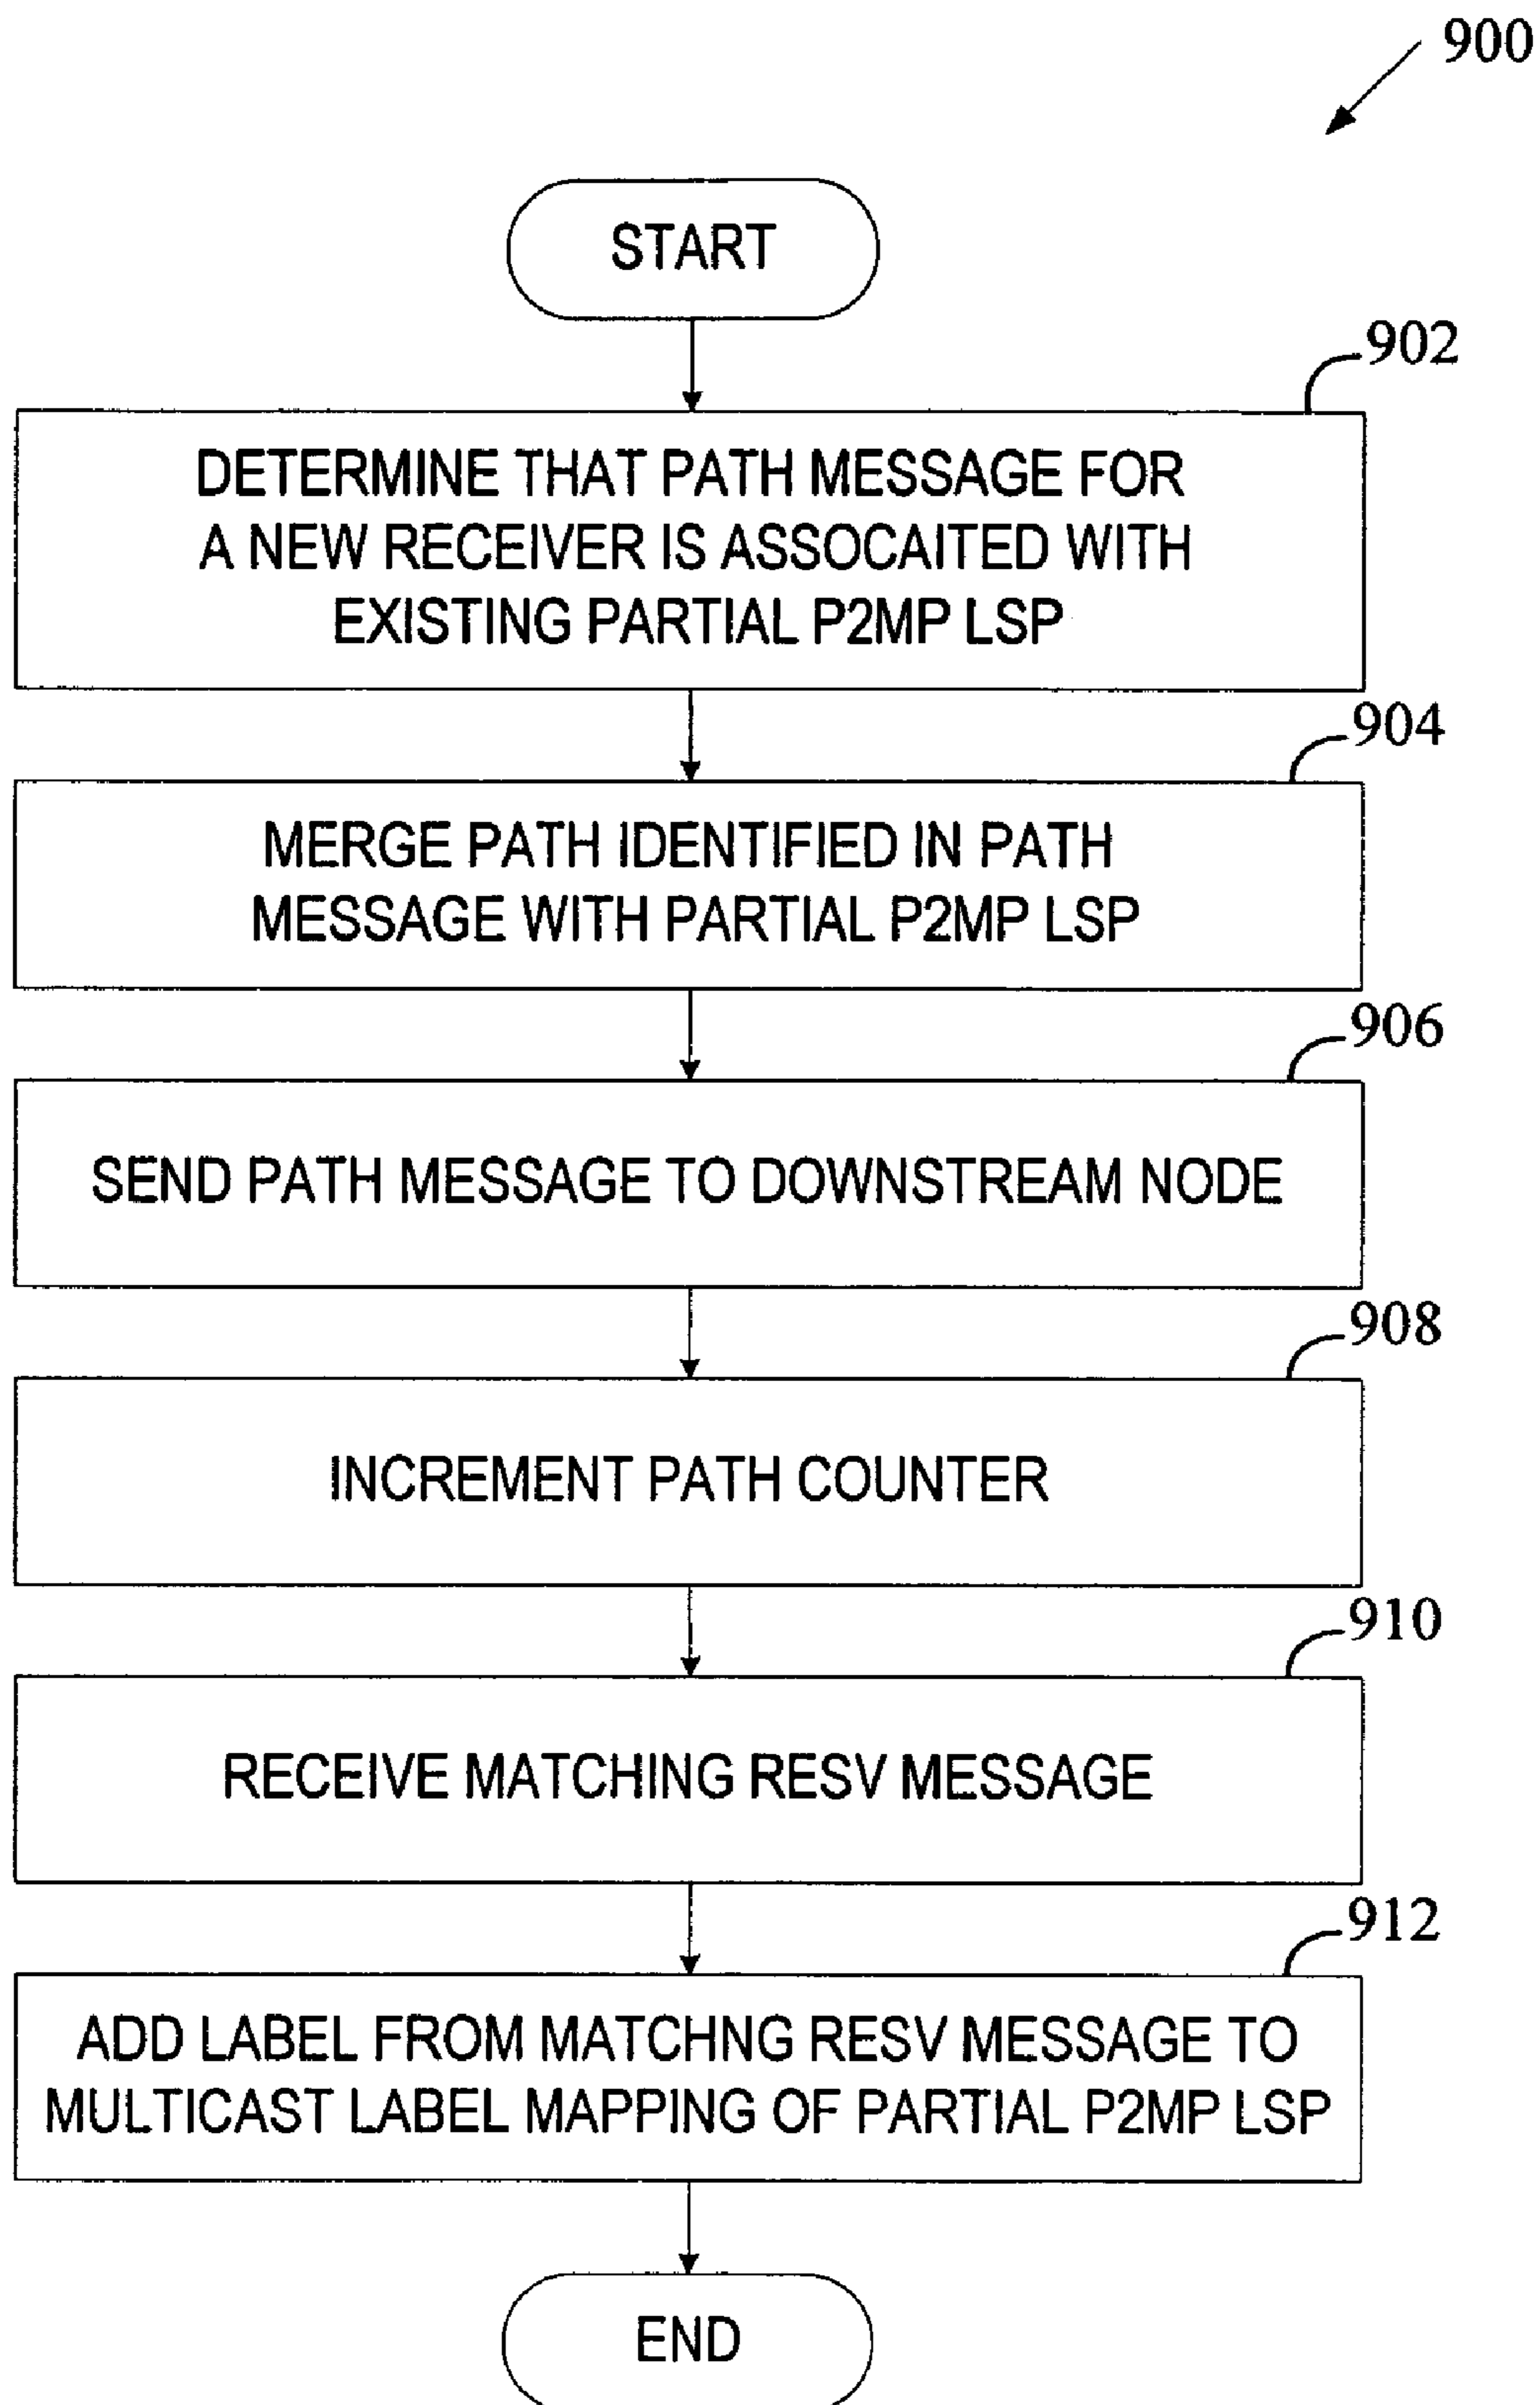 900
START
902
DETERMINE THAT PATH MESSAGE FOR
A NEW RECEIVER IS ASSOCAITED WITH
EXISTING PARTIAL P2MP LSP
904
MERGE PATH IDENTIFIED IN PATH
MESSAGE WITH PARTIAL P2MP LSP
906
SEND PATH MESSAGE TO DOWNSTREAM NODE
908
INCREMENT PATH COUNTER
910
RECEIVE MATCHING RESV MESSAGE
912
ADD LABEL FROM MATCHNG RESV MESSAGE TO
MULTICAST LABEL MAPPING OF PARTIAL P2MP LSP
END